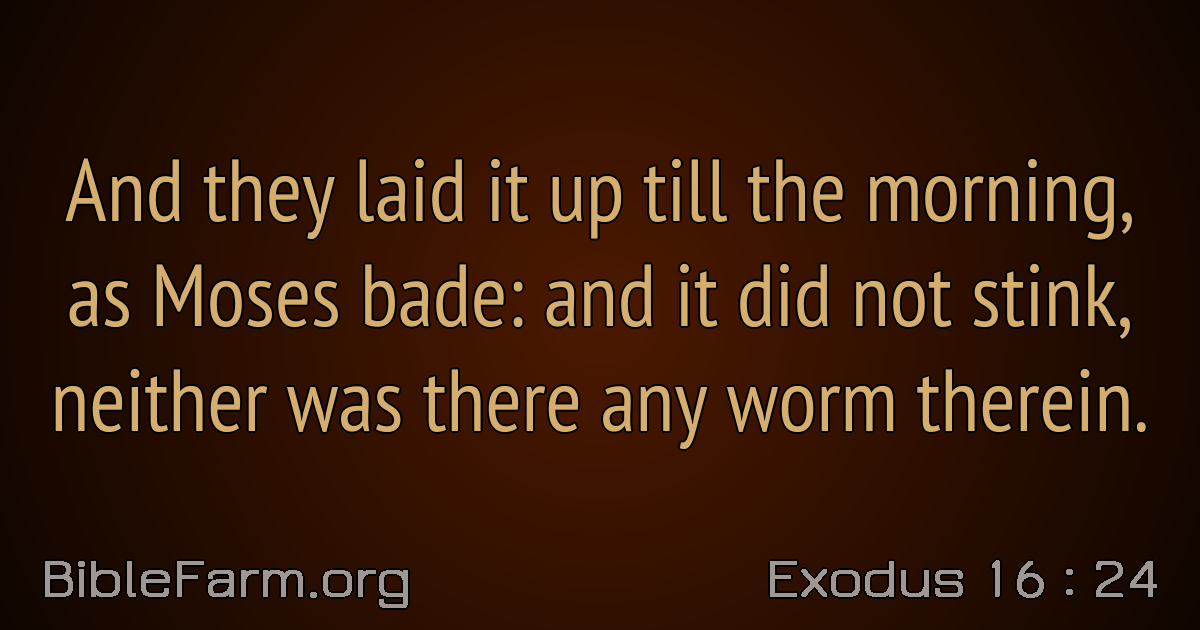 And they laid it up till the morning,
as Moses bade: and it did not stink,
neither was there any worm therein.
BibleFarm.org
Exodus 16 : 24